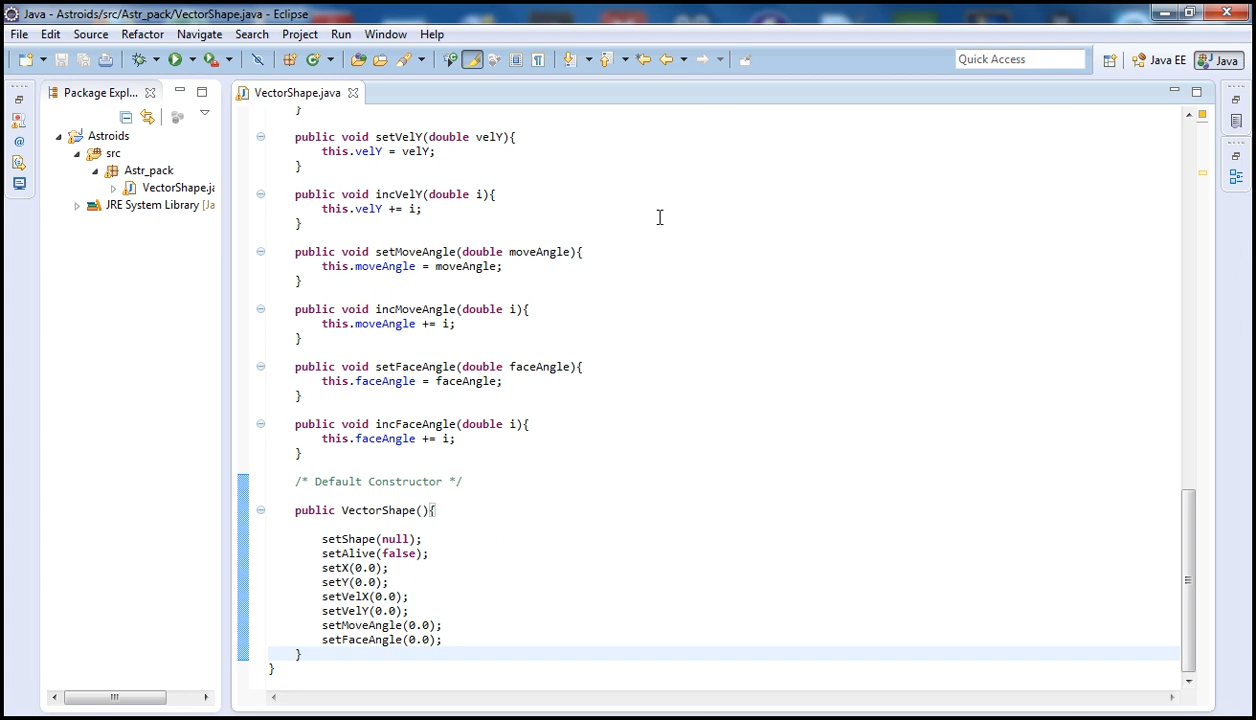 Java - Astroids/src/Astr_pack/VectorShape.java - Eclipse
File Edit Source Refactor Navigate Search Project Run Window Help
Quick Access
Java EE
Java
Package Expl...
VectorShape.java
Astroids
src
Astr_pack
VectorShape.ja
JRE System Library [Ja
}
public void setVelY(double velY){
this.velY = velY;
}
public void incVelY(double i){
this.velY += i;
}
public void setMoveAngle(double moveAngle){
this.moveAngle = moveAngle;
}
public void incMoveAngle(double i){
this.moveAngle += i;
}
public void setFaceAngle(double faceAngle){
this.faceAngle = faceAngle;
}
public void incFaceAngle(double i){
this.faceAngle += i;
}
/* Default Constructor */
public VectorShape(){
setShape(null);
setAlive(false);
setX(0.0);
setY(0.0);
setVelX(0.0);
setVelY(0.0);
setMoveAngle(0.0);
setFaceAngle(0.0);
}
}